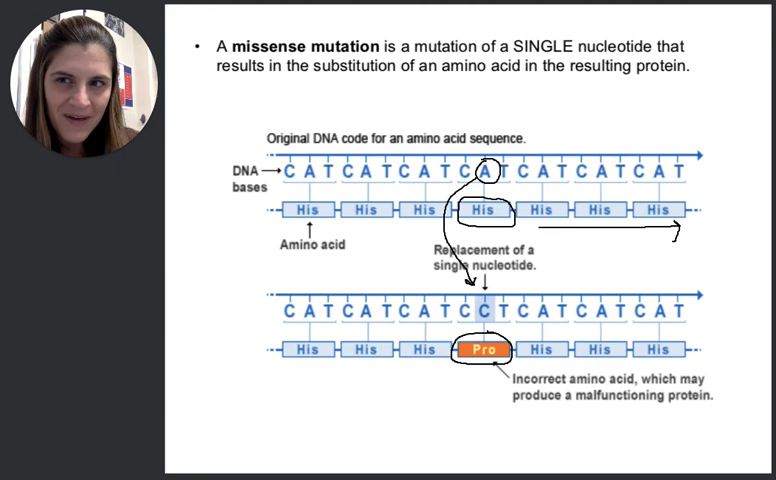 • A missense mutation is a mutation of a SINGLE nucleotide that
results in the substitution of an amino acid in the resulting protein.
Original DNA code for an amino acid sequence.
DNA bases
C A T C A T C A T C A T C A T C A T C A T
His His His His His His His
Amino acid
Replacement of a
single nucleotide.
C A T C A T C A T C C T C A T C A T C A T
His His His Pro His His His
Incorrect amino acid, which may
produce a malfunctioning protein.